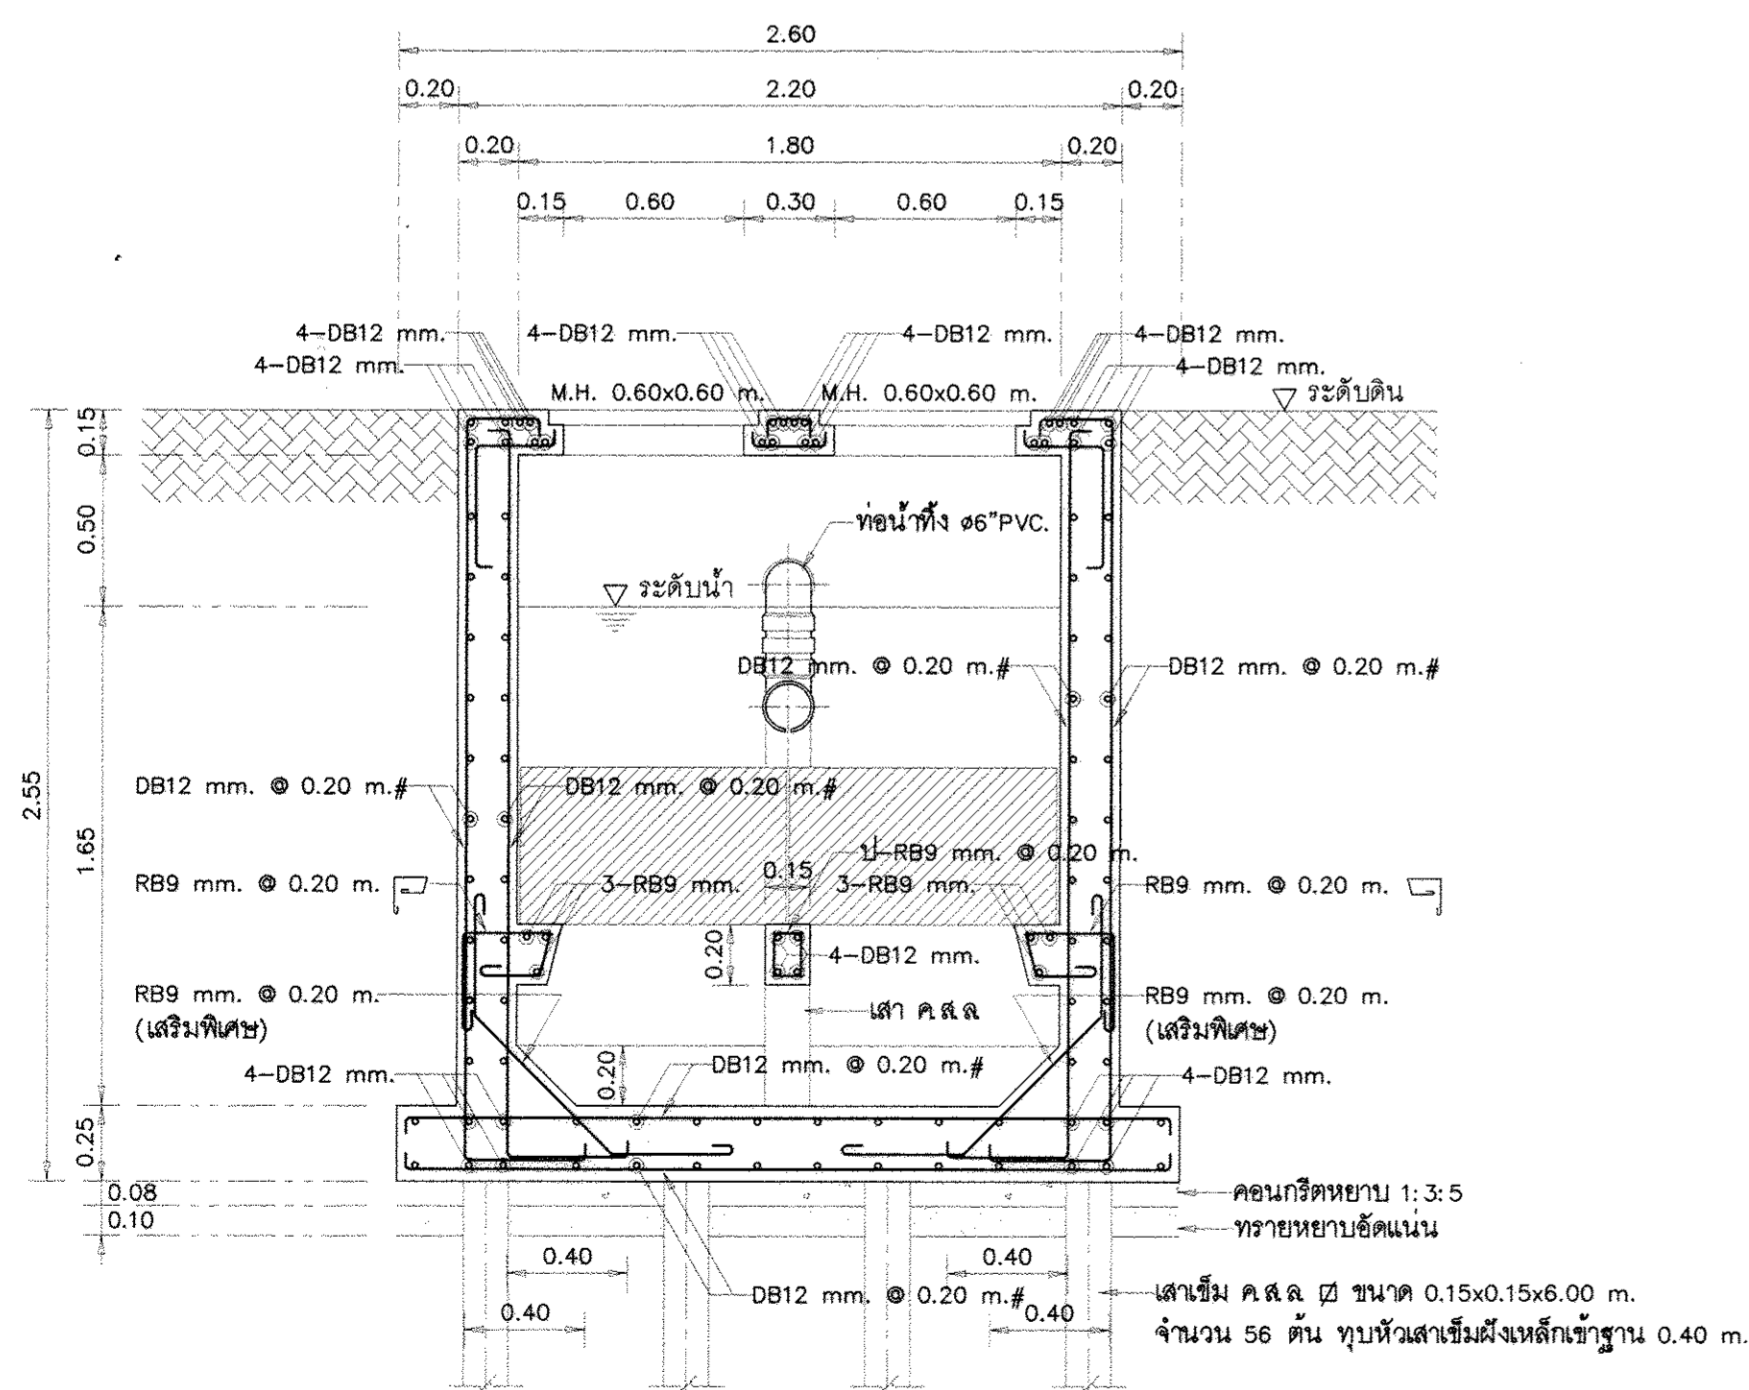 2.60
0.20 2.20 0.20
0.20 1.80 0.20
0.15 0.60 0.30 0.60 0.15
4-DB12 mm. 4-DB12 mm. 4-DB12 mm. 4-DB12 mm.
4-DB12 mm. 4-DB12 mm.
M.H. 0.60x0.60 m. M.H. 0.60x0.60 m. ระดับดิน
0.15
0.50
ท่อน้ำทิ้ง ø6"PVC.
ระดับน้ำ
DB12 mm. @ 0.20 m.# DB12 mm. @ 0.20 m.#
2.55
1.65
DB12 mm. @ 0.20 m.# DB12 mm. @ 0.20 m.#
ป-RB9 mm. @ 0.20 m.
0.15
RB9 mm. @ 0.20 m. 3-RB9 mm. 3-RB9 mm. RB9 mm. @ 0.20 m.
0.20
4-DB12 mm.
RB9 mm. @ 0.20 m. RB9 mm. @ 0.20 m.
เสา ค.ส.ล
(เสริมพิเศษ) (เสริมพิเศษ)
0.20
DB12 mm. @ 0.20 m.#
4-DB12 mm. 4-DB12 mm.
0.25
0.08
คอนกรีตหยาบ 1:3:5
0.10
ทรายหยาบอัดแน่น
0.40 0.40
DB12 mm. @ 0.20 m.#
เสาเข็ม ค.ส.ล ขนาด 0.15x0.15x6.00 m.
0.40 0.40
จำนวน 56 ต้น ทุบหัวเสาเข็มฝังเหล็กเข้าฐาน 0.40 m.